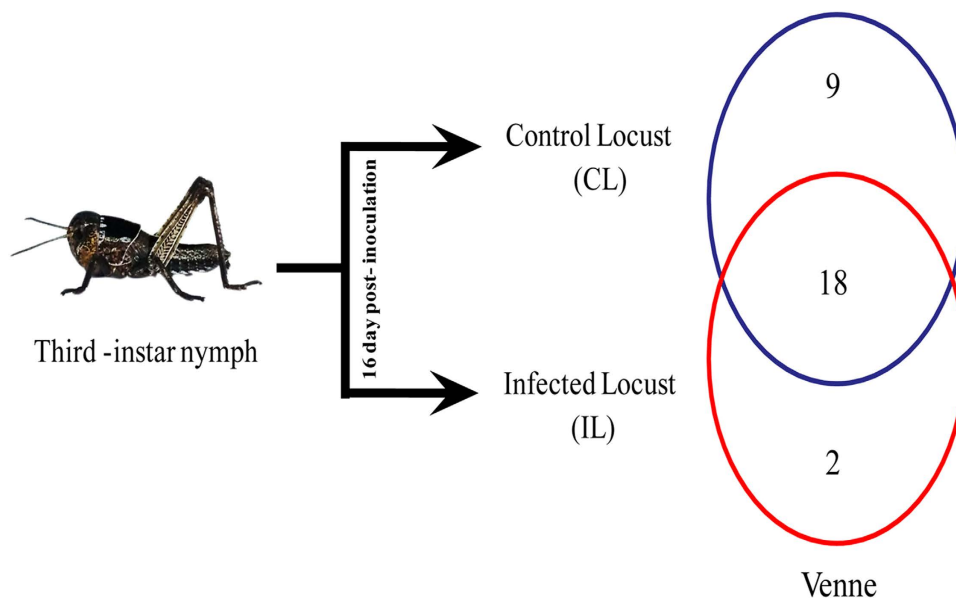 Third -instar nymph
16 day post- inoculation
Control Locust
(CL)
Infected Locust
(IL)
9
18
2
Venne